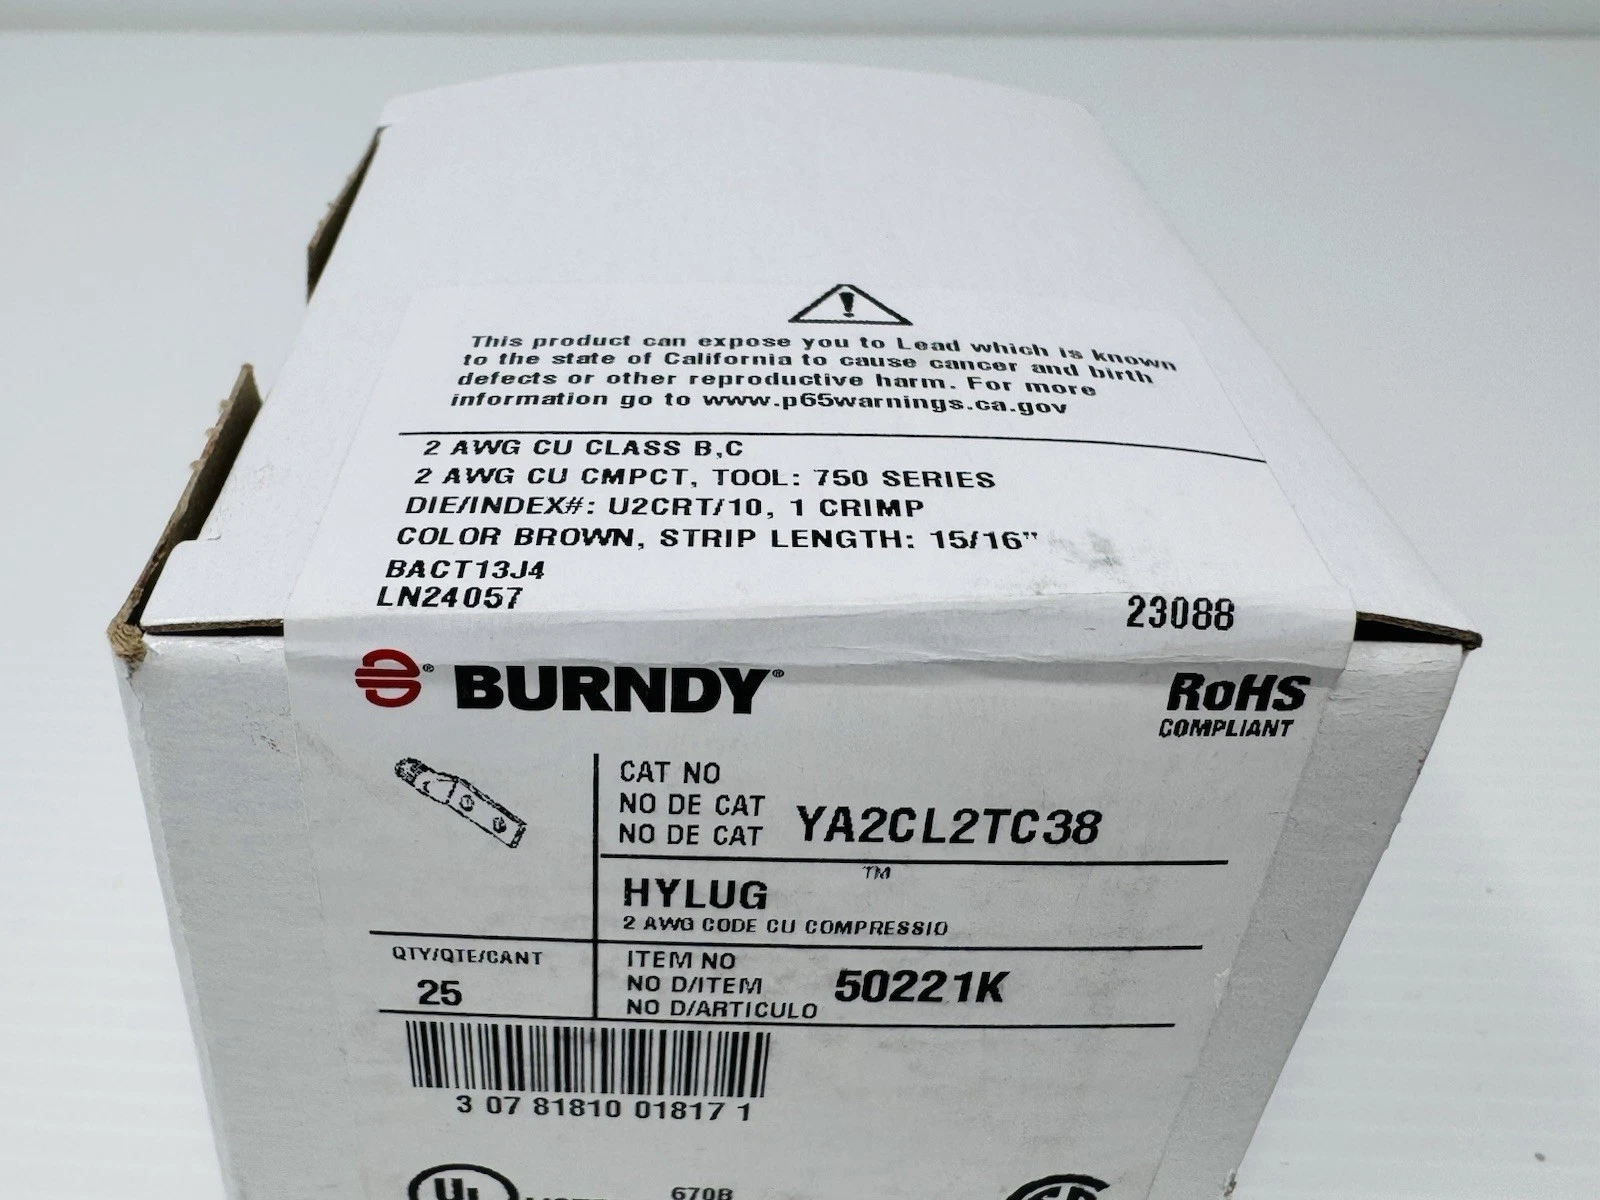 This product can expose you to Lead which is known
to the state of California to cause cancer and birth
defects or other reproductive harm. For more
information go to www.p65warnings.ca.gov
2 AWG CU CLASS B,C
2 AWG CU CMPCT, TOOL: 750 SERIES
DIE/INDEX#: U2CRT/10, 1 CRIMP
COLOR BROWN, STRIP LENGTH: 15/16"
BACT13J4
LN24057
23088
BURNDY®
RoHS
COMPLIANT
CAT NO
NO DE CAT
NO DE CAT
YA2CL2TC38
HYLUG™
2 AWG CODE CU COMPRESSIO
QTY/QTE/CANT
25
ITEM NO
NO D/ITEM
NO D/ARTICULO
50221K
3 07 81810 01817 1
UL
670B